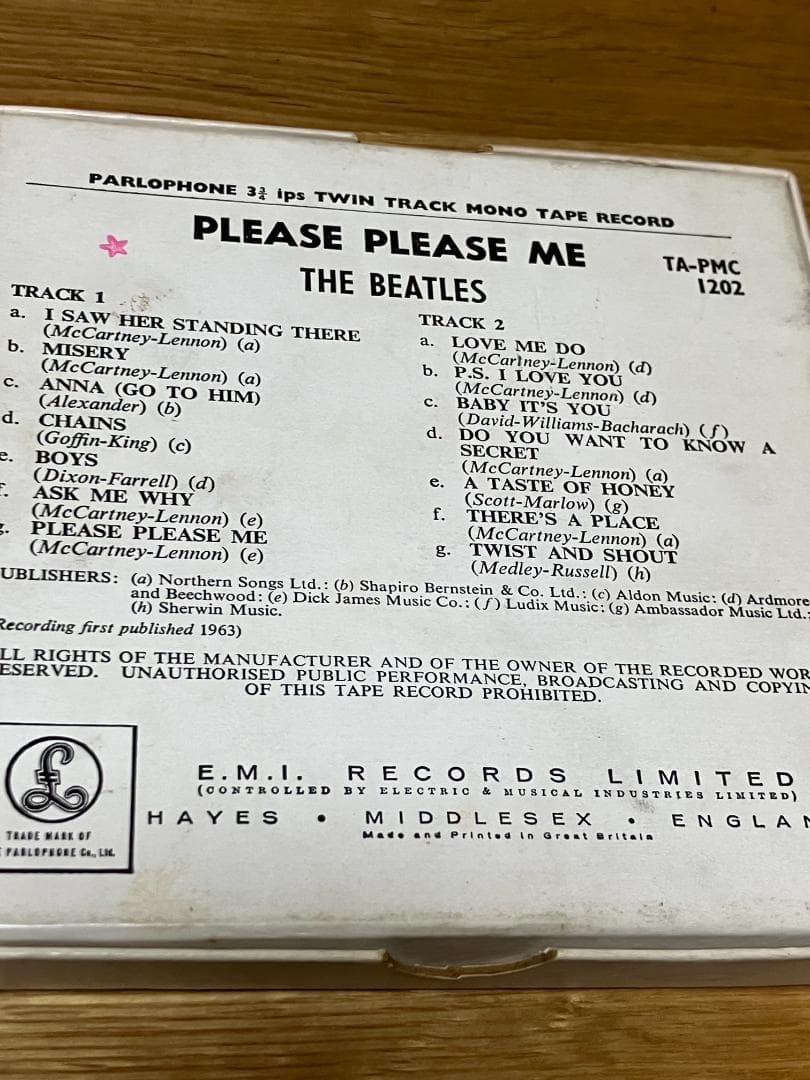 PARLOPHONE 3¾ ips TWIN TRACK MONO TAPE RECORD
PLEASE PLEASE ME
THE BEATLES
TA-PMC
1202
TRACK 1
a. I SAW HER STANDING THERE
(McCartney-Lennon) (a)
b. MISERY
(McCartney-Lennon) (a)
c. ANNA (GO TO HIM)
(Alexander) (b)
d. CHAINS
(Goffin-King) (c)
e. BOYS
(Dixon-Farrell) (d)
f. ASK ME WHY
(McCartney-Lennon) (e)
g. PLEASE PLEASE ME
(McCartney-Lennon) (e)
TRACK 2
a. LOVE ME DO
(McCartney-Lennon) (d)
b. P.S. I LOVE YOU
(McCartney-Lennon) (d)
c. BABY IT'S YOU
(David-Williams-Bacharach) (f)
d. DO YOU WANT TO KNOW A
SECRET
(McCartney-Lennon) (a)
e. A TASTE OF HONEY
(Scott-Marlow) (g)
f. THERE'S A PLACE
(McCartney-Lennon) (a)
g. TWIST AND SHOUT
(Medley-Russell) (h)
UBLISHERS: (a) Northern Songs Ltd.: (b) Shapiro Bernstein & Co. Ltd.: (c) Aldon Music: (d) Ardmore
and Beechwood: (e) Dick James Music Co.: (f) Ludix Music: (g) Ambassador Music Ltd.:
(h) Sherwin Music.
Recording first published 1963)
LL RIGHTS OF THE MANUFACTURER AND OF THE OWNER OF THE RECORDED WOR
ESERVED. UNAUTHORISED PUBLIC PERFORMANCE, BROADCASTING AND COPYIN
OF THIS TAPE RECORD PROHIBITED.
£
TRADE MARK OF
E PARLOPHONE Co., Ltd.
E.M.I. RECORDS LIMITED
(CONTROLLED BY ELECTRIC & MUSICAL INDUSTRIES LIMITED)
HAYES • MIDDLESEX • ENGLAN
Made and Printed in Great Britain